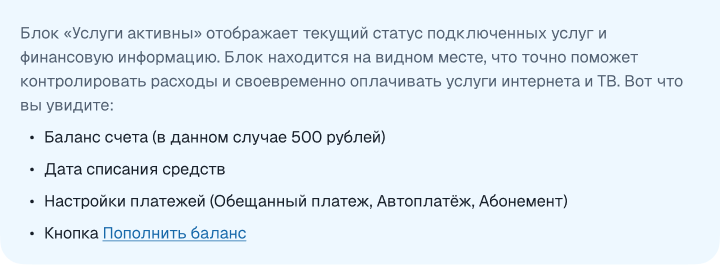 Блок «Услуги активны» отображает текущий статус подключенных услуг и
финансовую информацию. Блок находится на видном месте, что точно поможет
контролировать расходы и своевременно оплачивать услуги интернета и ТВ. Вот что
вы увидите:
• Баланс счета (в данном случае 500 рублей)
• Дата списания средств
• Настройки платежей (Обещанный платеж, Автоплатёж, Абонемент)
• Кнопка Пополнить баланс